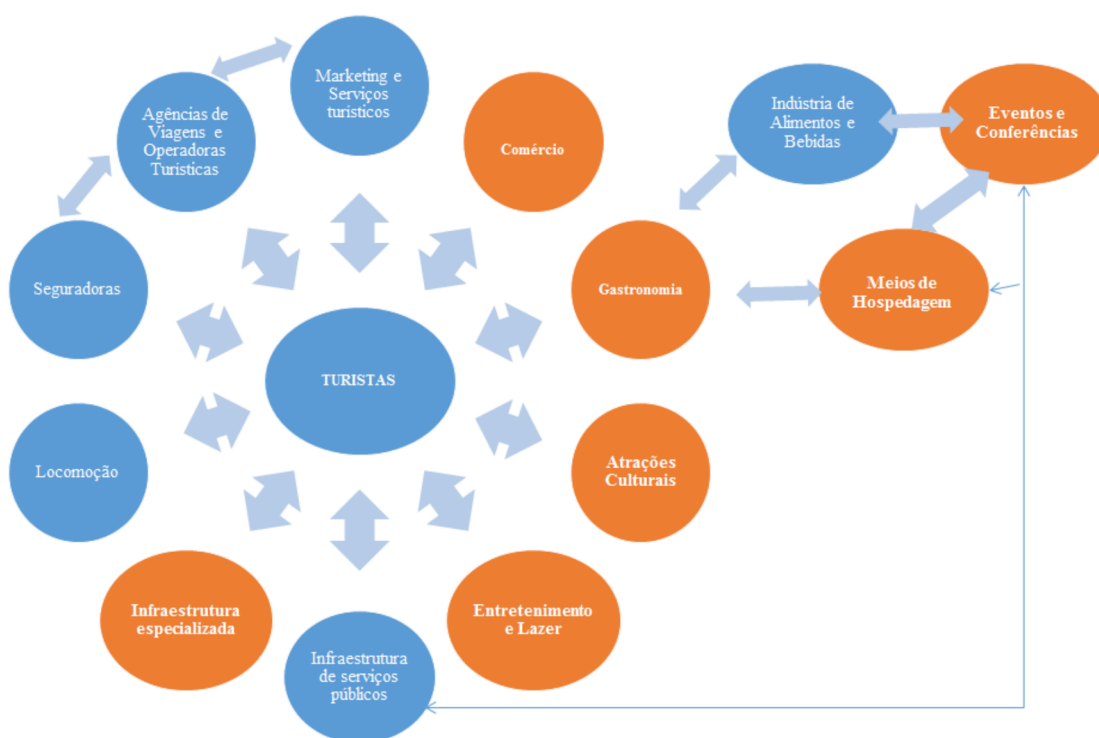 Marketing e
Serviços
turísticos
Agências de
Viagens e
Operadoras
Turísticas
Comércio
Indústria de
Alimentos e
Bebidas
Eventos e
Conferências
Seguradoras
Gastronomia
Meios de
Hospedagem
TURISTAS
Locomoção
Atrações
Culturais
Infraestrutura
especializada
Entretenimento
e Lazer
Infraestrutura
de serviços
públicos